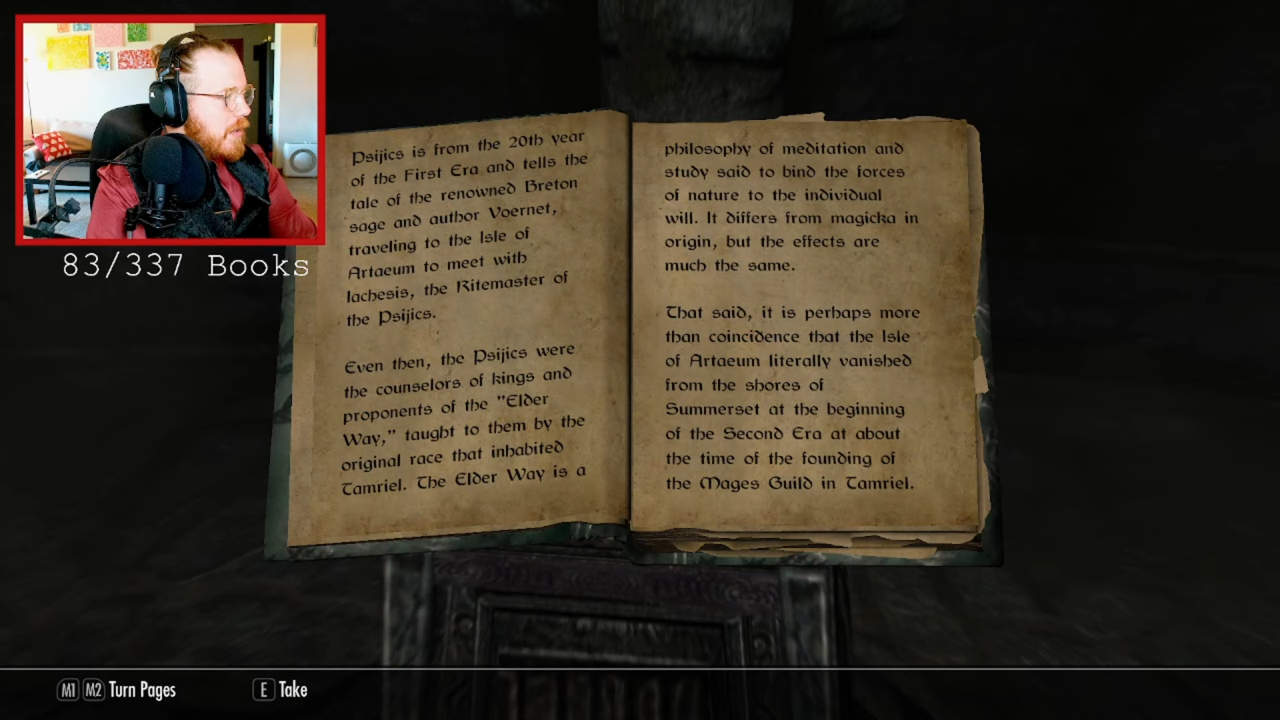 83/337 Books
Psijics is from the 20th year
of the First Era and tells the
tale of the renowned Breton
sage and author Voernet,
traveling to the Isle of
Artaeum to meet with
Iachesis, the Ritemaster of
the Psijics.
Even then, the Psijics were
the counselors of kings and
proponents of the "Elder
Way," taught to them by the
original race that inhabited
Tamriel. The Elder Way is a
philosophy of meditation and
study said to bind the forces
of nature to the individual
will. It differs from magicka in
origin, but the effects are
much the same.
That said, it is perhaps more
than coincidence that the Isle
of Artaeum literally vanished
from the shores of
Summerset at the beginning
of the Second Era at about
the time of the founding of
the Mages Guild in Tamriel.
M1 M2 Turn Pages
E Take